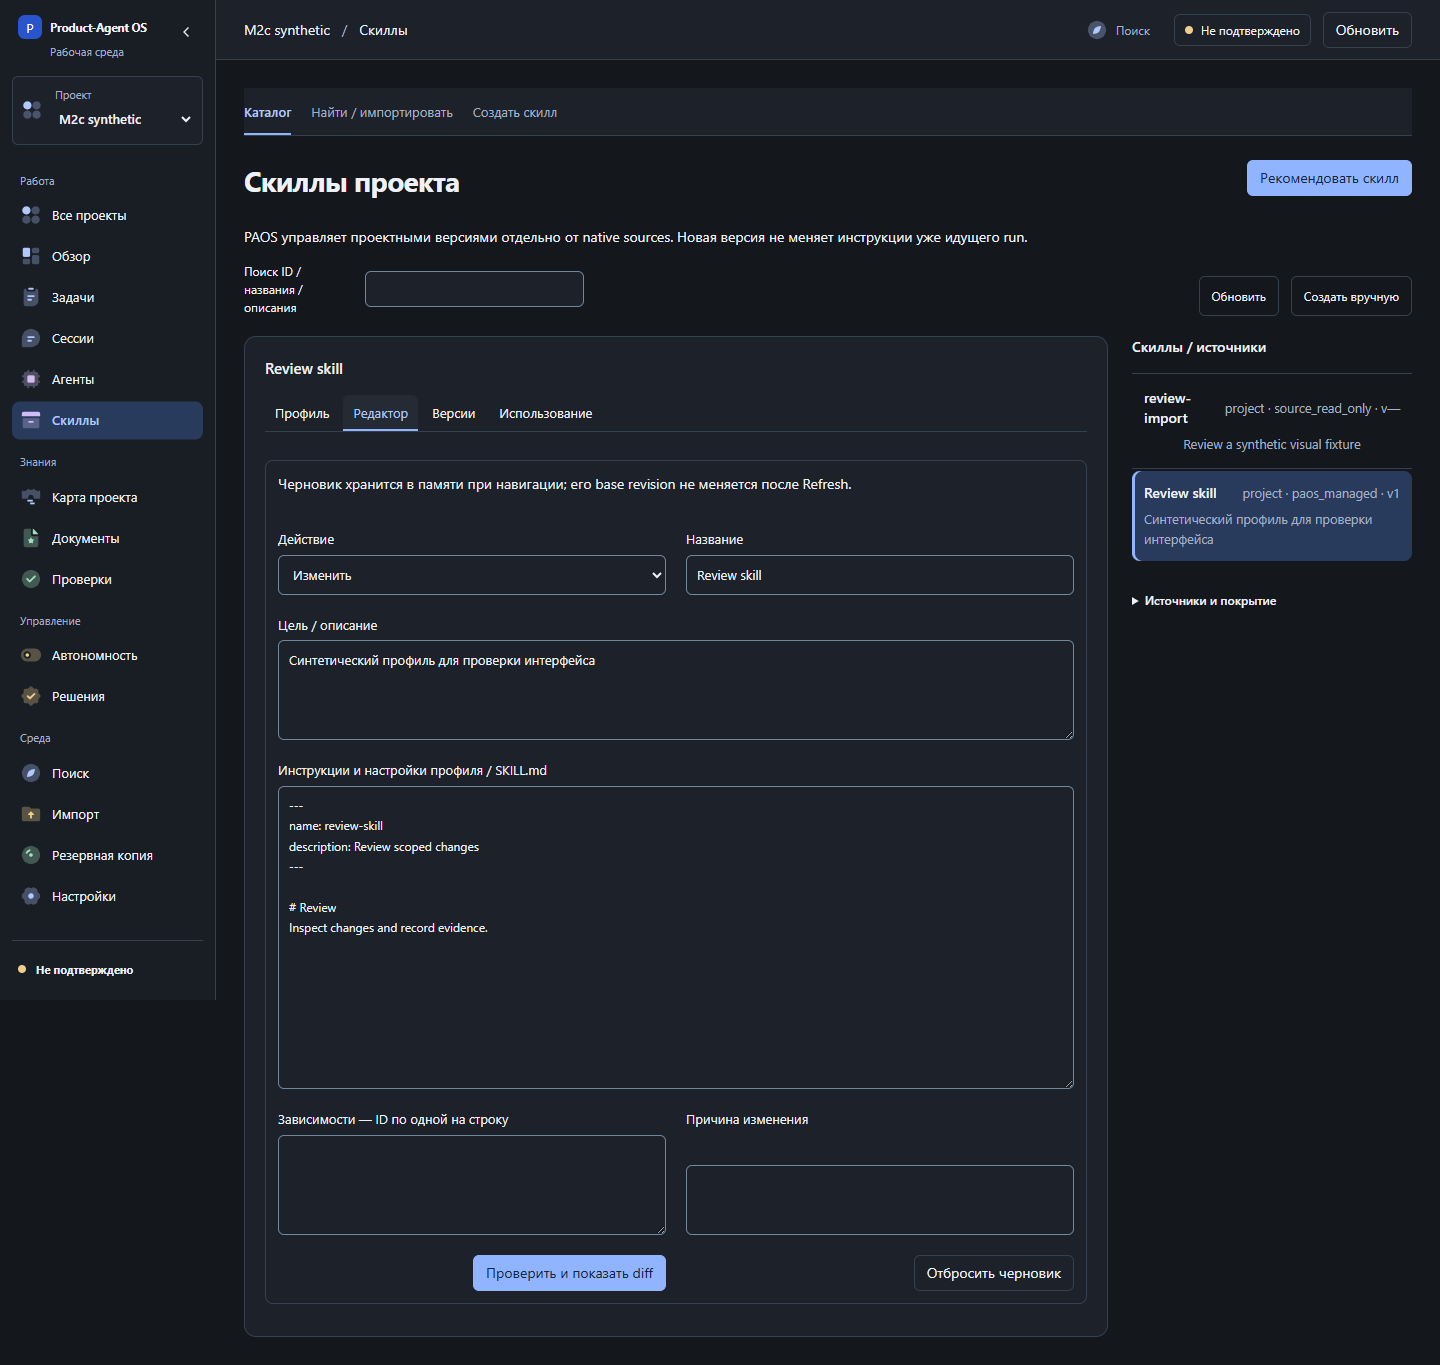 P
Product-Agent OS
Рабочая среда
Проект
M2c synthetic
Работа
Все проекты
Обзор
Задачи
Сессии
Агенты
Скиллы
Знания
Карта проекта
Документы
Проверки
Управление
Автономность
Решения
Среда
Поиск
Импорт
Резервная копия
Настройки
Не подтверждено
M2c synthetic / Скиллы
Поиск
Не подтверждено
Обновить
Каталог Найти / импортировать Создать скилл
Скиллы проекта
Рекомендовать скилл
PAOS управляет проектными версиями отдельно от native sources. Новая версия не меняет инструкции уже идущего run.
Поиск ID /
названия /
описания
Обновить
Создать вручную
Review skill
Профиль Редактор Версии Использование
Черновик хранится в памяти при навигации; его base revision не меняется после Refresh.
Действие
Изменить
Название
Review skill
Цель / описание
Синтетический профиль для проверки интерфейса
Инструкции и настройки профиля / SKILL.md
---
name: review-skill
description: Review scoped changes
---
# Review
Inspect changes and record evidence.
Зависимости — ID по одной на строку
Причина изменения
Проверить и показать diff
Отбросить черновик
Скиллы / источники
review-
import
project · source_read_only · v—
Review a synthetic visual fixture
Review skill
project · paos_managed · v1
Синтетический профиль для проверки
интерфейса
Источники и покрытие